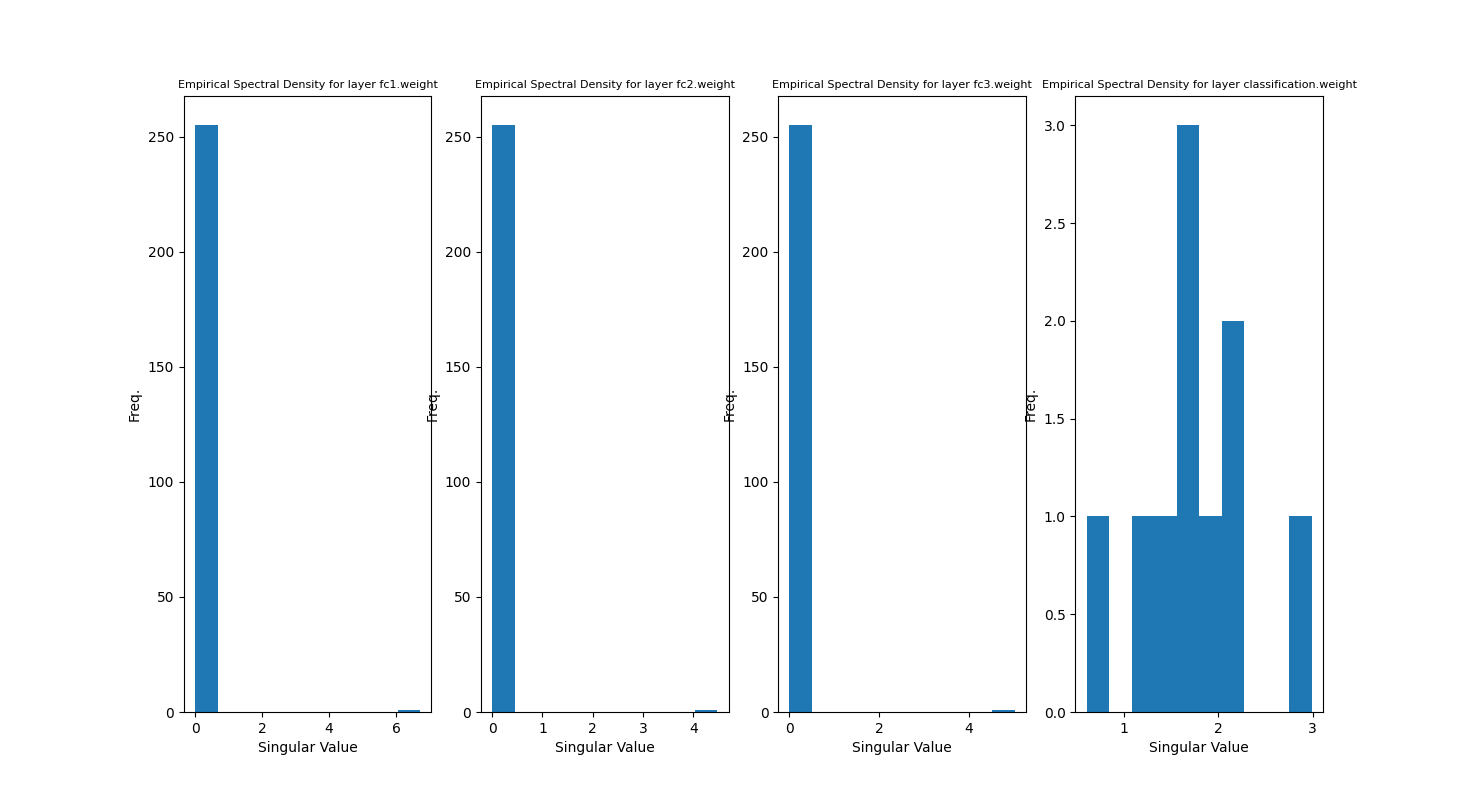 Empirical Spectral Density for layer fc1.weight
250
200
150
100
50
0
Freq.
0 2 4 6
Singular Value
Empirical Spectral Density for layer fc2.weight
250
200
150
100
50
0
Freq.
0 1 2 3 4
Singular Value
Empirical Spectral Density for layer fc3.weight
250
200
150
100
50
0
Freq.
0 2 4
Singular Value
Empirical Spectral Density for layer classification.weight
3.0
2.5
2.0
1.5
1.0
0.5
0.0
Freq.
1 2 3
Singular Value